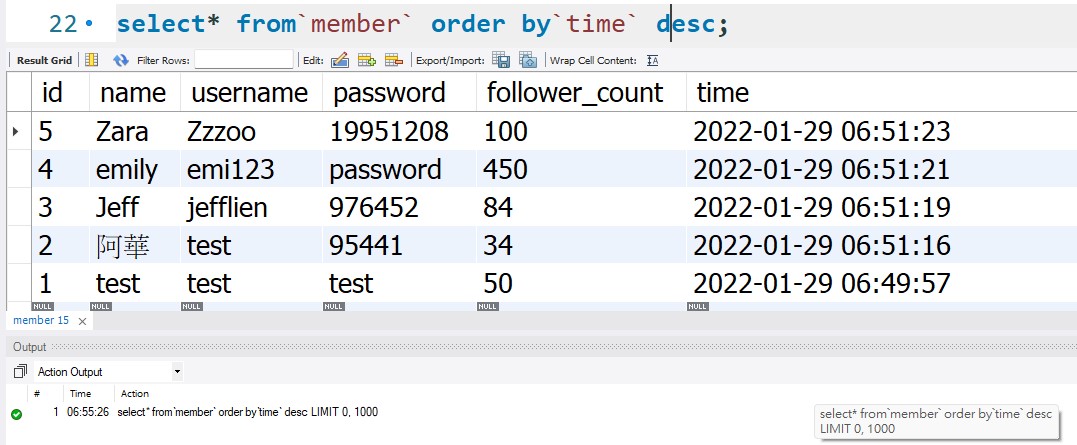 22 select* from`member` order by`time` desc;
Result Grid Filter Rows: Edit: Export/Import: Wrap Cell Content:
id name username password follower_count time
5 Zara Zzzoo 19951208 100 2022-01-29 06:51:23
4 emily emi123 password 450 2022-01-29 06:51:21
3 Jeff jefflien 976452 84 2022-01-29 06:51:19
2 阿華 test 95441 34 2022-01-29 06:51:16
1 test test test 50 2022-01-29 06:49:57
NULL NULL NULL NULL NULL NULL
member 15
Output
Action Output
# Time Action
1 06:55:26 select* from`member` order by`time` desc LIMIT 0, 1000
select* from`member` order by`time` desc
LIMIT 0, 1000